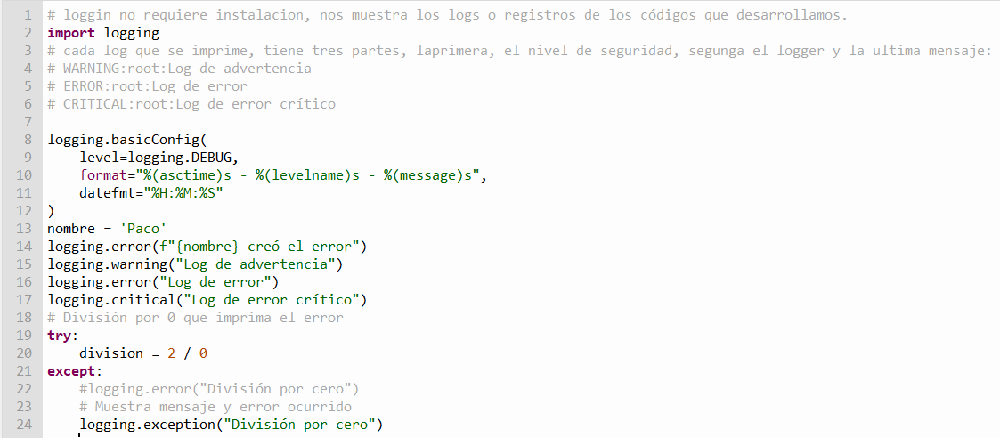 1 # loggin no requiere instalacion, nos muestra los logs o registros de los códigos que desarrollamos.
2 import logging
3 # cada log que se imprime, tiene tres partes, laprimera, el nivel de seguridad, segunga el logger y la ultima mensaje:
4 # WARNING:root:Log de advertencia
5 # ERROR:root:Log de error
6 # CRITICAL:root:Log de error crítico
7
8 logging.basicConfig(
9     level=logging.DEBUG,
10     format="%(asctime)s - %(levelname)s - %(message)s",
11     datefmt="%H:%M:%S"
12 )
13 nombre = 'Paco'
14 logging.error(f"{nombre} creó el error")
15 logging.warning("Log de advertencia")
16 logging.error("Log de error")
17 logging.critical("Log de error crítico")
18 # División por 0 que imprima el error
19 try:
20     division = 2 / 0
21 except:
22     #logging.error("División por cero")
23     # Muestra mensaje y error ocurrido
24     logging.exception("División por cero")